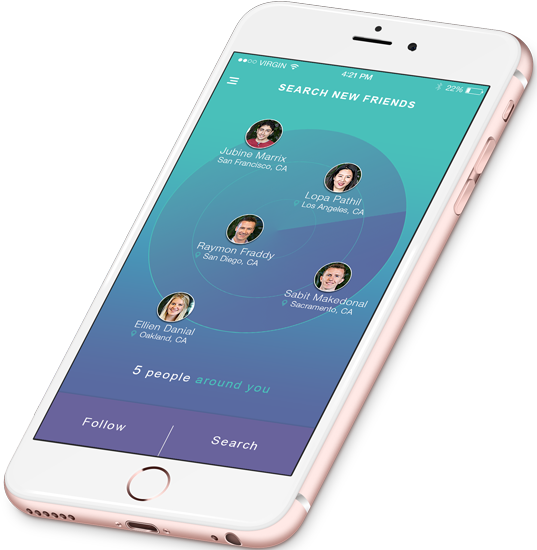 VIRGIN
4:21 PM
22%
SEARCH NEW FRIENDS
Jubine Marrix
San Francisco, CA
Lopa Pathil
Los Angeles, CA
Raymon Fraddy
San Diego, CA
Sabit Makedonal
Sacramento, CA
Ellien Danial
Oakland, CA
5 people around you
Follow
Search